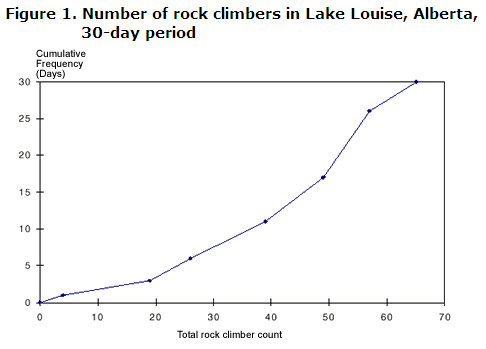 Figure 1. Number of rock climbers in Lake Louise, Alberta,
30-day period
Cumulative
Frequency
(Days)
30
25
20
15
10
5
0
0 10 20 30 40 50 60 70
Total rock climber count